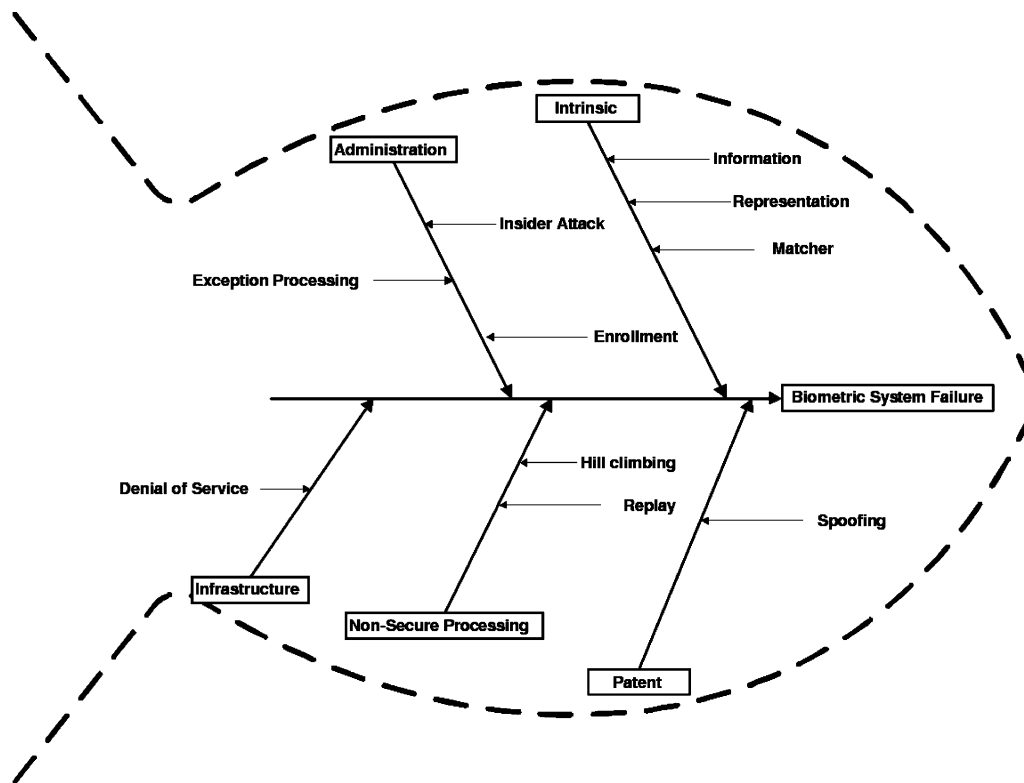 Intrinsic
Administration
Information
Representation
Insider Attack
Matcher
Exception Processing
Enrollment
Biometric System Failure
Hill climbing
Denial of Service
Replay
Spoofing
Infrastructure
Non-Secure Processing
Patent